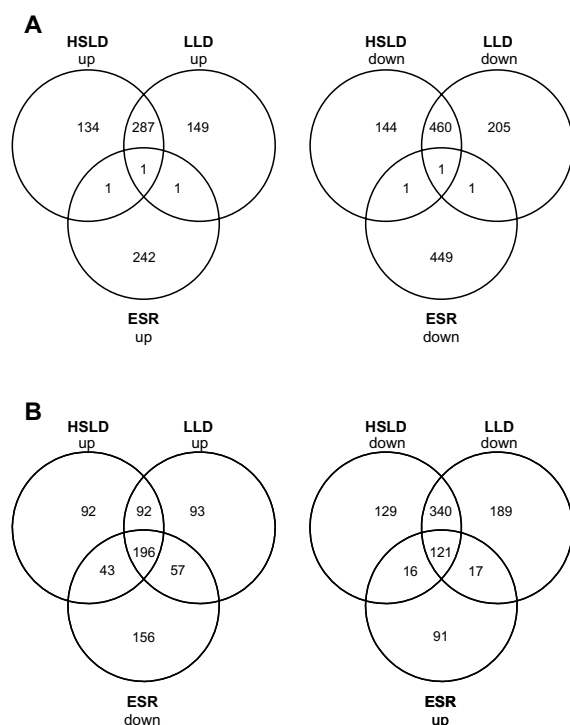 A
HSLD LLD
up up
134 287 149
1
1 1
242
ESR
up
HSLD LLD
down down
144 460 205
1
1 1
449
ESR
down
B
HSLD LLD
up up
92 92 93
196
43 57
156
ESR
down
HSLD LLD
down down
129 340 189
121
16 17
91
ESR
up